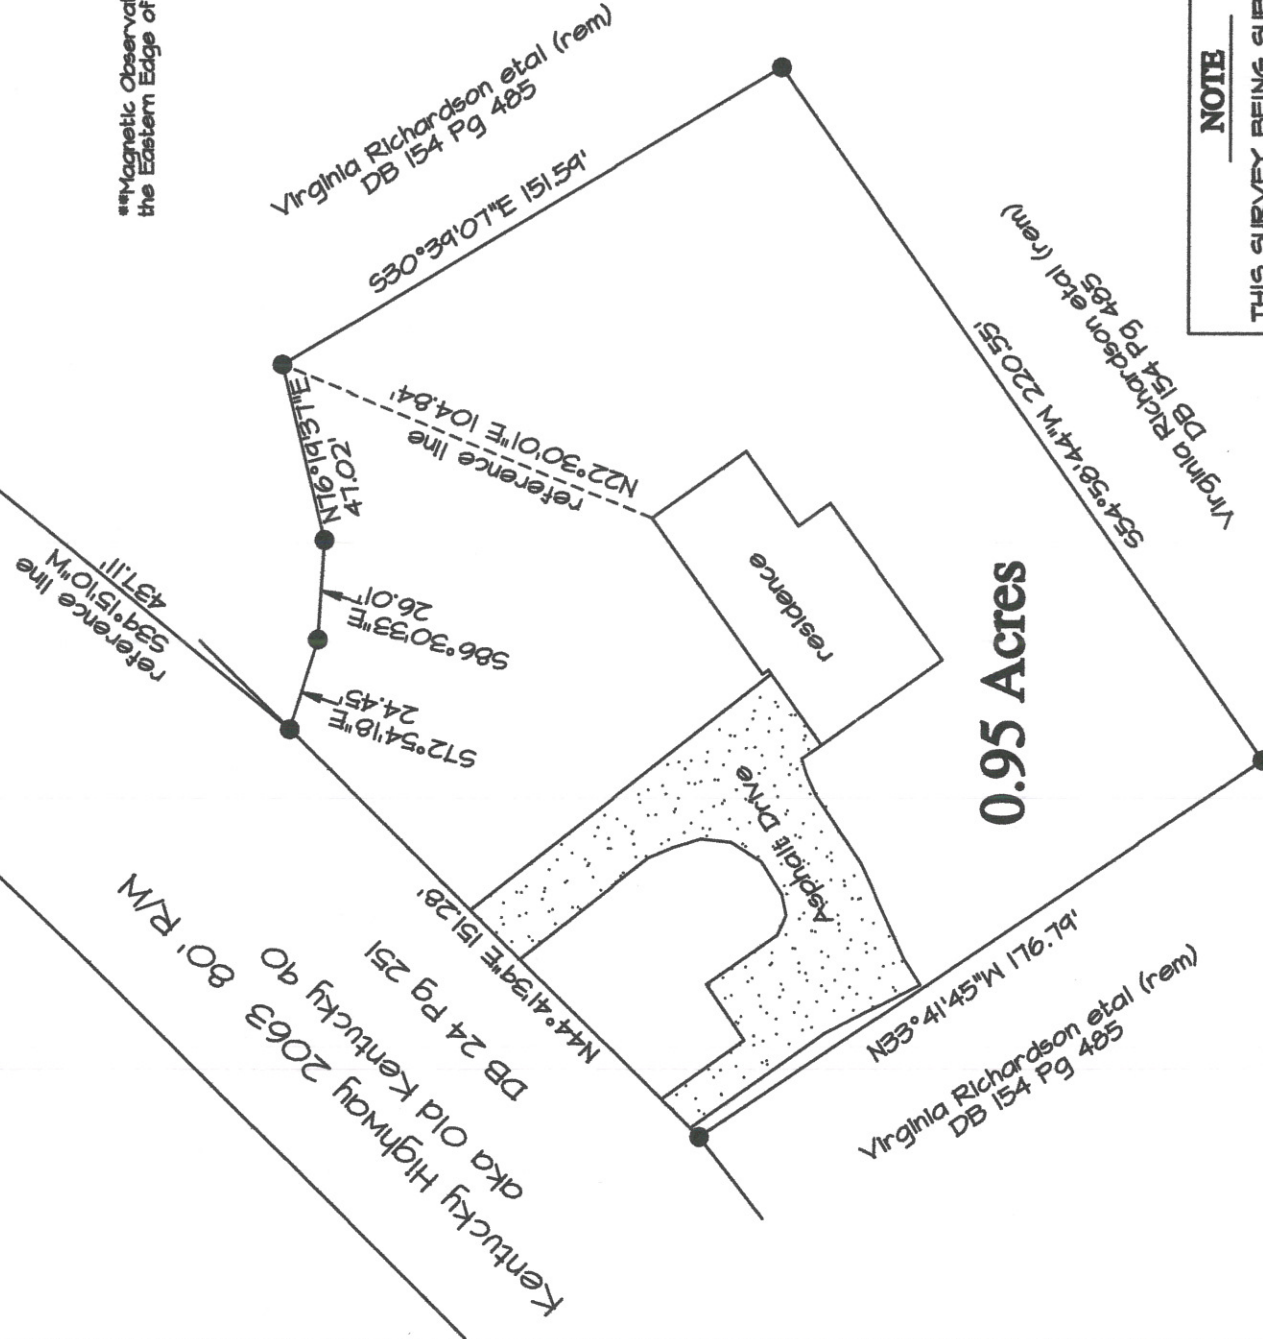 **Magnetic Observat
the Eastern Edge of
Virginia Richardson etal (rem)
DB 154 Pg 485
S30°39'07"E 151.59'
NOTE
THIS SURVEY BEING SUR
reference line
S39°15'10"W
437.11'
N76°19'37"E
47.02'
S86°30'33"E
26.01'
S72°54'18"E
24.45'
N22°30'01"E 104.84'
reference line
Virginia Richardson etal (rem)
DB 154 Pg 485
S54°58'44"W 220.55'
residence
0.95 Acres
Asphalt Drive
N44°41'39"E 151.28'
DB 24 Pg 251
Kentucky Highway 2063 80' R/W
aka Old Kentucky 90
N33°41'45"W 176.79'
Virginia Richardson etal (rem)
DB 154 Pg 485